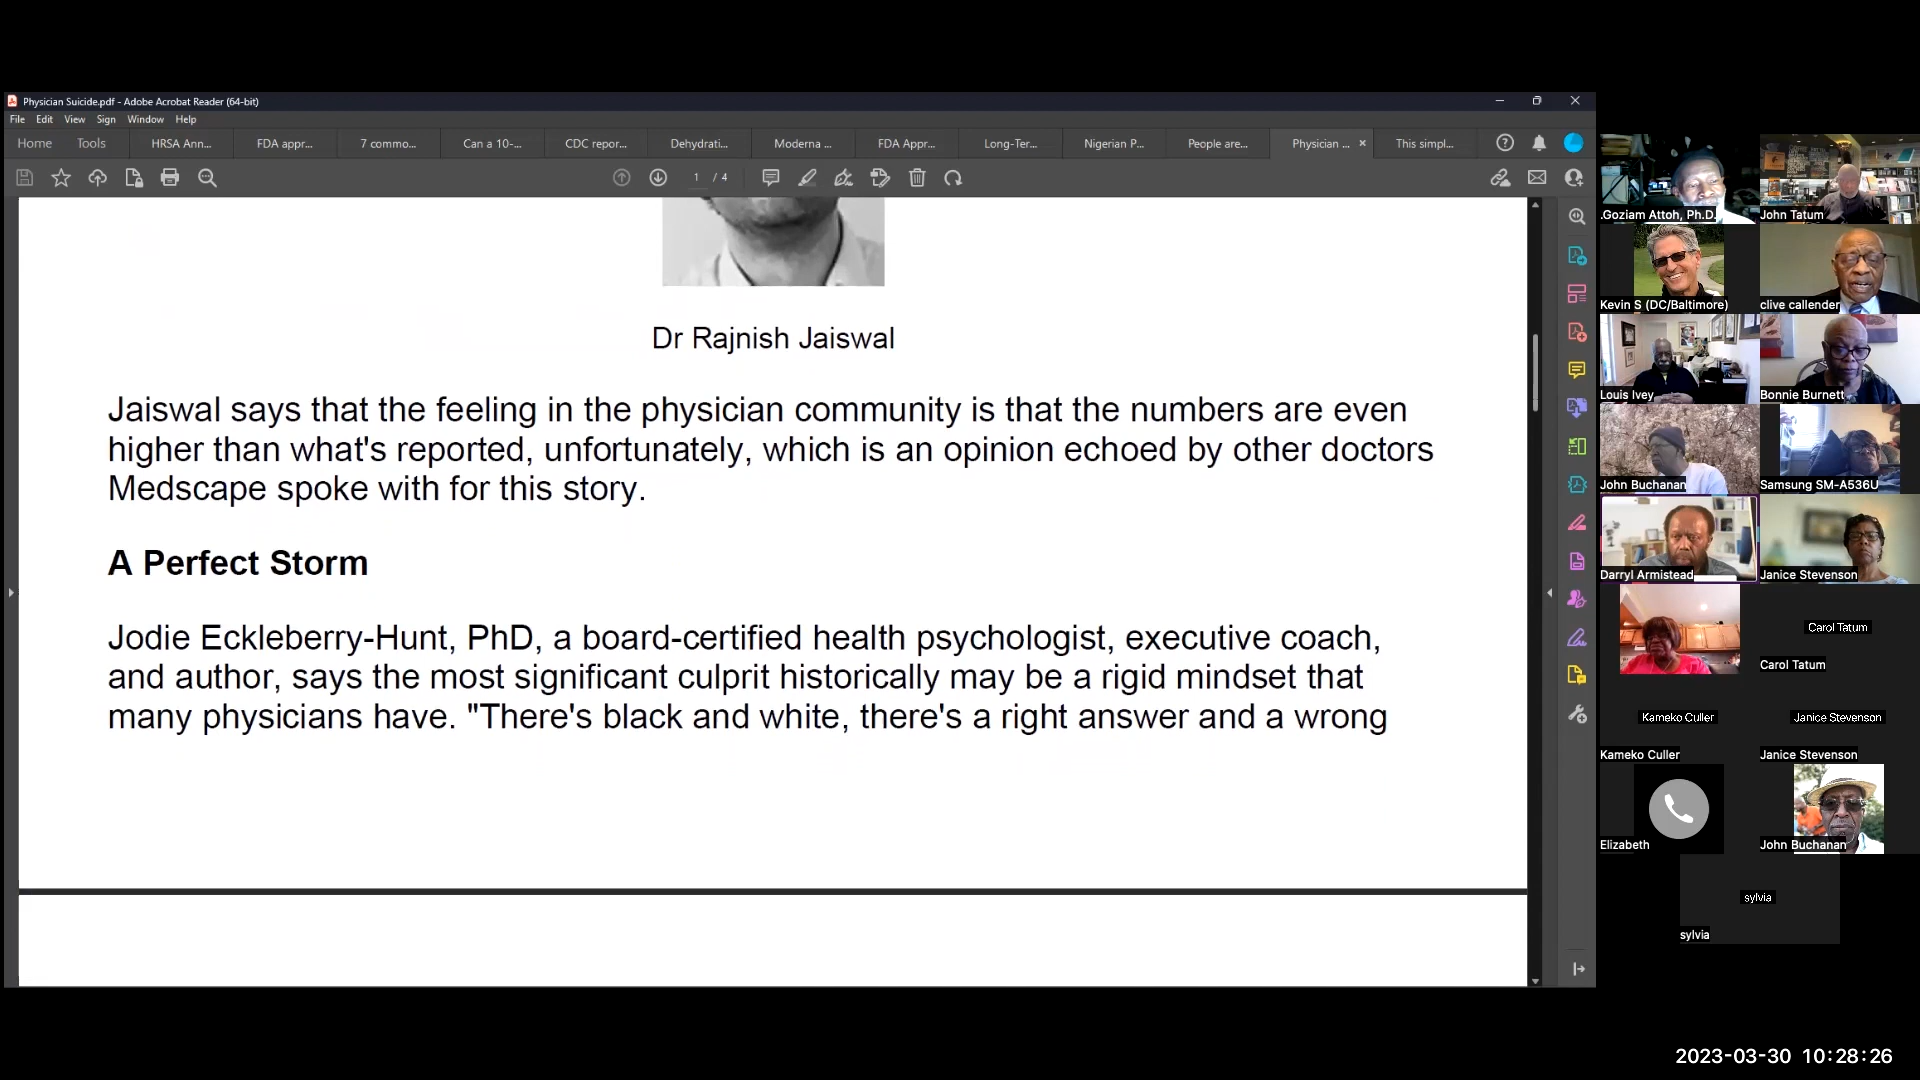 Physician Suicide.pdf - Adobe Acrobat Reader (64-bit)
File Edit View Sign Window Help
Home Tools HRSA Ann... FDA appr... 7 commo... Can a 10-... CDC repor... Dehydrati... Moderna ... FDA Appr... Long-Ter... Nigerian P... People are... Physician ... × This simpl...
1 / 4
Dr Rajnish Jaiswal
Jaiswal says that the feeling in the physician community is that the numbers are even
higher than what's reported, unfortunately, which is an opinion echoed by other doctors
Medscape spoke with for this story.
A Perfect Storm
Jodie Eckleberry-Hunt, PhD, a board-certified health psychologist, executive coach,
and author, says the most significant culprit historically may be a rigid mindset that
many physicians have. "There's black and white, there's a right answer and a wrong
.Goziam Attoh, Ph.D.
John Tatum
Kevin S (DC/Baltimore)
clive callender
Louis Ivey
Bonnie Burnett
John Buchanan
Samsung SM-A536U
Darryl Armistead
Janice Stevenson
Carol Tatum
Carol Tatum
Kameko Culler
Janice Stevenson
Kameko Culler
Janice Stevenson
Elizabeth
John Buchanan
sylvia
sylvia
2023-03-30 10:28:26